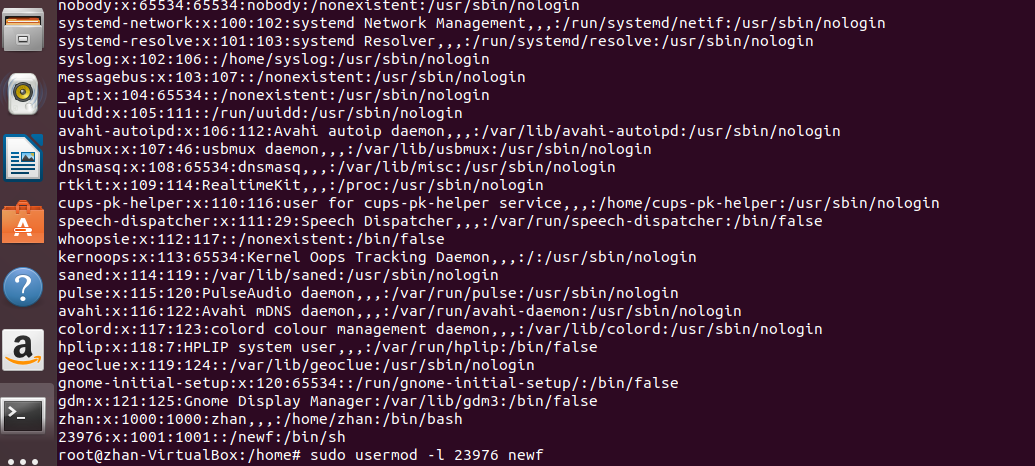 nobody:x:65534:65534:nobody:/nonexistent:/usr/sbin/nologin
systemd-network:x:100:102:systemd Network Management,,,:/run/systemd/netif:/usr/sbin/nologin
systemd-resolve:x:101:103:systemd Resolver,,,:/run/systemd/resolve:/usr/sbin/nologin
syslog:x:102:106::/home/syslog:/usr/sbin/nologin
messagebus:x:103:107::/nonexistent:/usr/sbin/nologin
_apt:x:104:65534::/nonexistent:/usr/sbin/nologin
uuidd:x:105:111::/run/uuidd:/usr/sbin/nologin
avahi-autoipd:x:106:112:Avahi autoip daemon,,,:/var/lib/avahi-autoipd:/usr/sbin/nologin
usbmux:x:107:46:usbmux daemon,,,:/var/lib/usbmux:/usr/sbin/nologin
dnsmasq:x:108:65534:dnsmasq,,,:/var/lib/misc:/usr/sbin/nologin
rtkit:x:109:114:RealtimeKit,,,:/proc:/usr/sbin/nologin
cups-pk-helper:x:110:116:user for cups-pk-helper service,,,:/home/cups-pk-helper:/usr/sbin/nologin
speech-dispatcher:x:111:29:Speech Dispatcher,,,:/var/run/speech-dispatcher:/bin/false
whoopsie:x:112:117::/nonexistent:/bin/false
kernoops:x:113:65534:Kernel Oops Tracking Daemon,,,:/:/usr/sbin/nologin
saned:x:114:119::/var/lib/saned:/usr/sbin/nologin
pulse:x:115:120:PulseAudio daemon,,,:/var/run/pulse:/usr/sbin/nologin
avahi:x:116:122:Avahi mDNS daemon,,,:/var/run/avahi-daemon:/usr/sbin/nologin
colord:x:117:123:colord colour management daemon,,,:/var/lib/colord:/usr/sbin/nologin
hplip:x:118:7:HPLIP system user,,,:/var/run/hplip:/bin/false
geoclue:x:119:124::/var/lib/geoclue:/usr/sbin/nologin
gnome-initial-setup:x:120:65534::/run/gnome-initial-setup/:/bin/false
gdm:x:121:125:Gnome Display Manager:/var/lib/gdm3:/bin/false
zhan:x:1000:1000:zhan,,,:/home/zhan:/bin/bash
23976:x:1001:1001::/newf:/bin/sh
root@zhan-VirtualBox:/home# sudo usermod -l 23976 newf